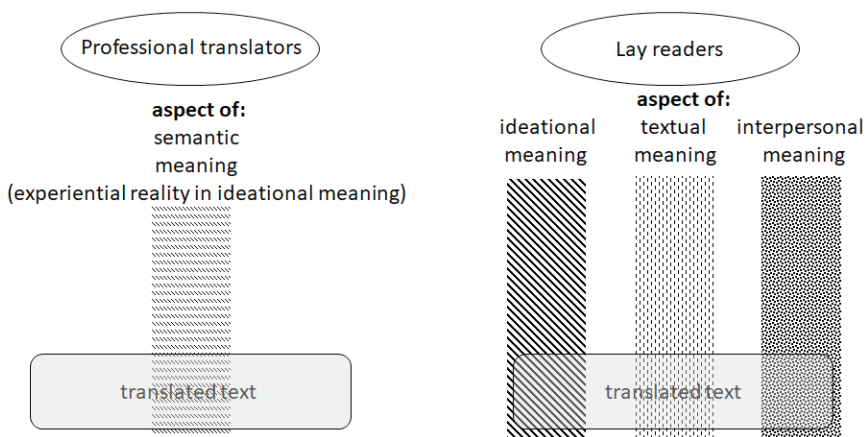 Professional translators
aspect of:
semantic
meaning
(experiential reality in ideational meaning)
translated text
Lay readers
aspect of:
ideational
meaning
textual
meaning
interpersonal
meaning
translated text